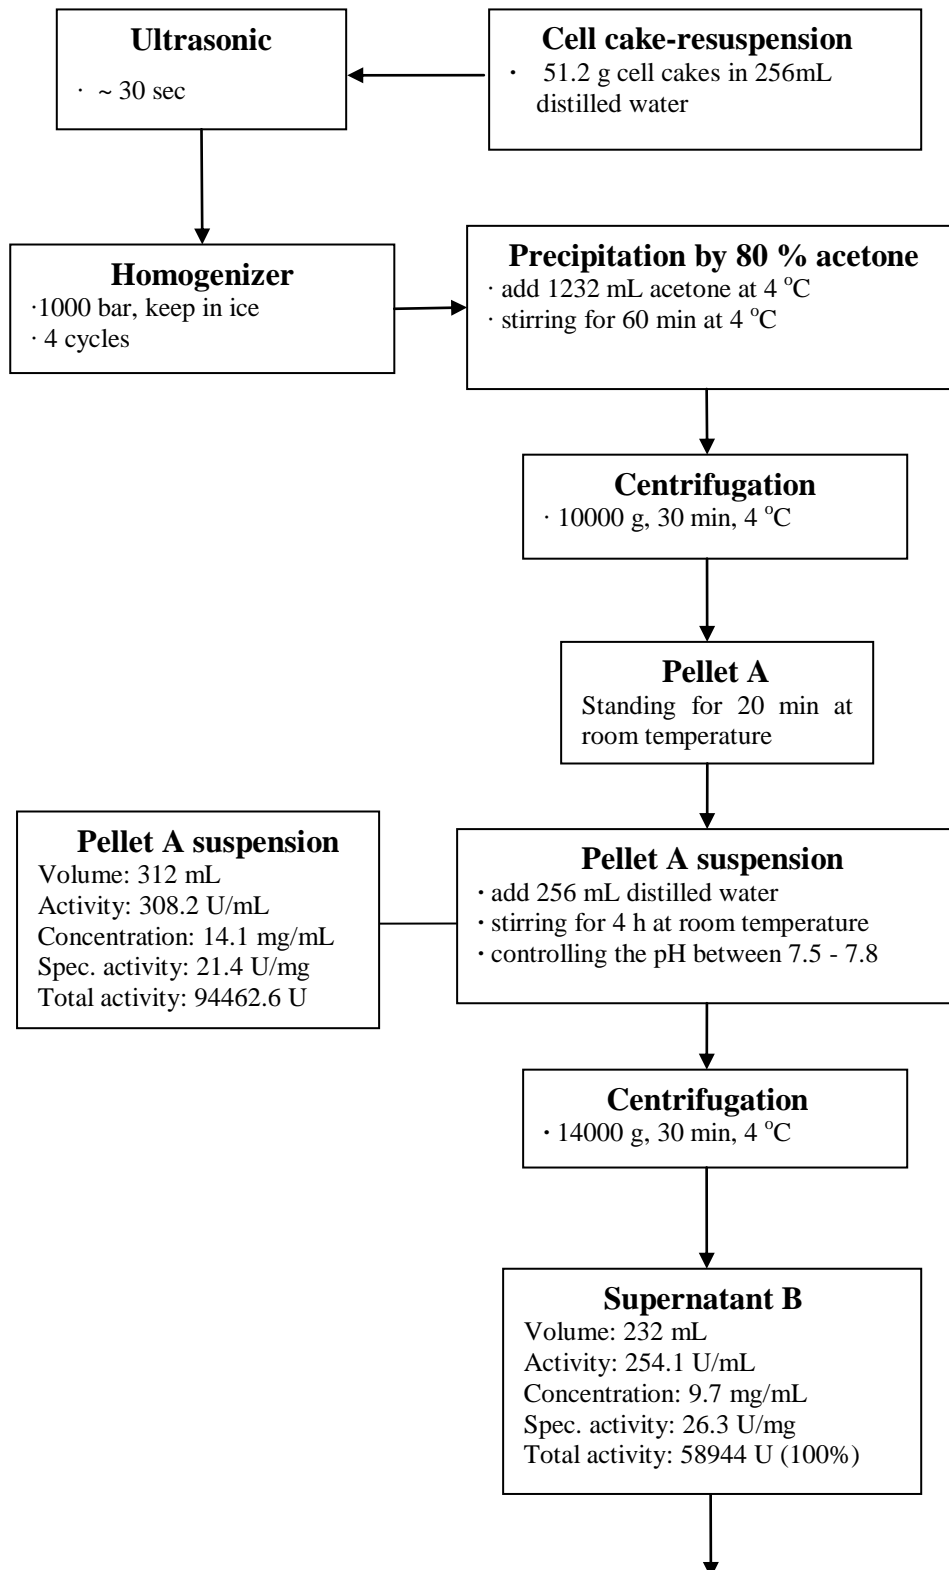 Cell cake-resuspension
· 51.2 g cell cakes in 256mL
distilled water
Ultrasonic
· ~ 30 sec
Homogenizer
·1000 bar, keep in ice
· 4 cycles
Precipitation by 80 % acetone
· add 1232 mL acetone at 4 °C
· stirring for 60 min at 4 °C
Centrifugation
· 10000 g, 30 min, 4 °C
Pellet A
Standing for 20 min at
room temperature
Pellet A suspension
· add 256 mL distilled water
· stirring for 4 h at room temperature
· controlling the pH between 7.5 - 7.8
Pellet A suspension
Volume: 312 mL
Activity: 308.2 U/mL
Concentration: 14.1 mg/mL
Spec. activity: 21.4 U/mg
Total activity: 94462.6 U
Centrifugation
· 14000 g, 30 min, 4 °C
Supernatant B
Volume: 232 mL
Activity: 254.1 U/mL
Concentration: 9.7 mg/mL
Spec. activity: 26.3 U/mg
Total activity: 58944 U (100%)